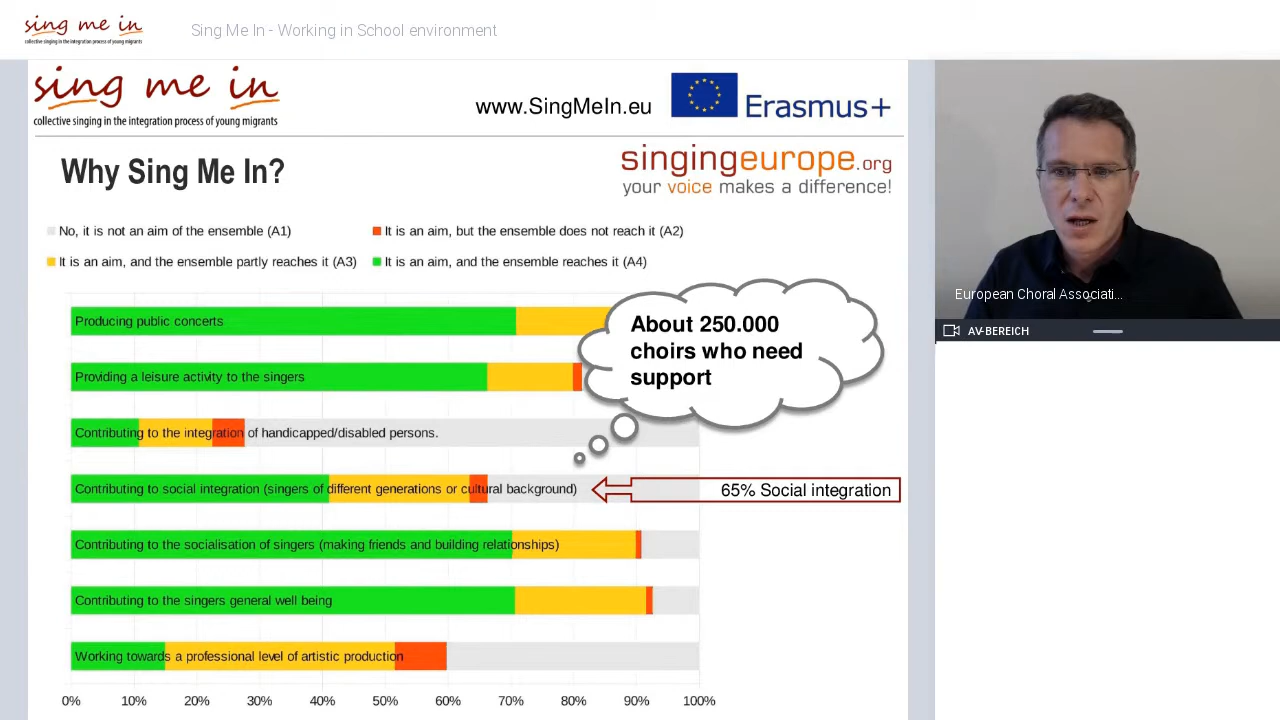 sing me in
collective singing in the integration process of young migrants
Sing Me In - Working in School environment
sing me in
collective singing in the integration process of young migrants
www.SingMeIn.eu
Erasmus+
Why Sing Me In?
singingeurope.org
your voice makes a difference!
No, it is not an aim of the ensemble (A1)
It is an aim, but the ensemble does not reach it (A2)
It is an aim, and the ensemble partly reaches it (A3)
It is an aim, and the ensemble reaches it (A4)
Producing public concerts
About 250.000
choirs who need
support
Providing a leisure activity to the singers
Contributing to the integration of handicapped/disabled persons.
Contributing to social integration (singers of different generations or cultural background)
65% Social integration
Contributing to the socialisation of singers (making friends and building relationships)
Contributing to the singers general well being
Working towards a professional level of artistic production
0% 10% 20% 30% 40% 50% 60% 70% 80% 90% 100%
European Choral Associati...
AV-BEREICH